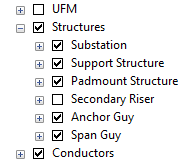 UFM
Structures
Substation
Support Structure
Padmount Structure
Secondary Riser
Anchor Guy
Span Guy
Conductors